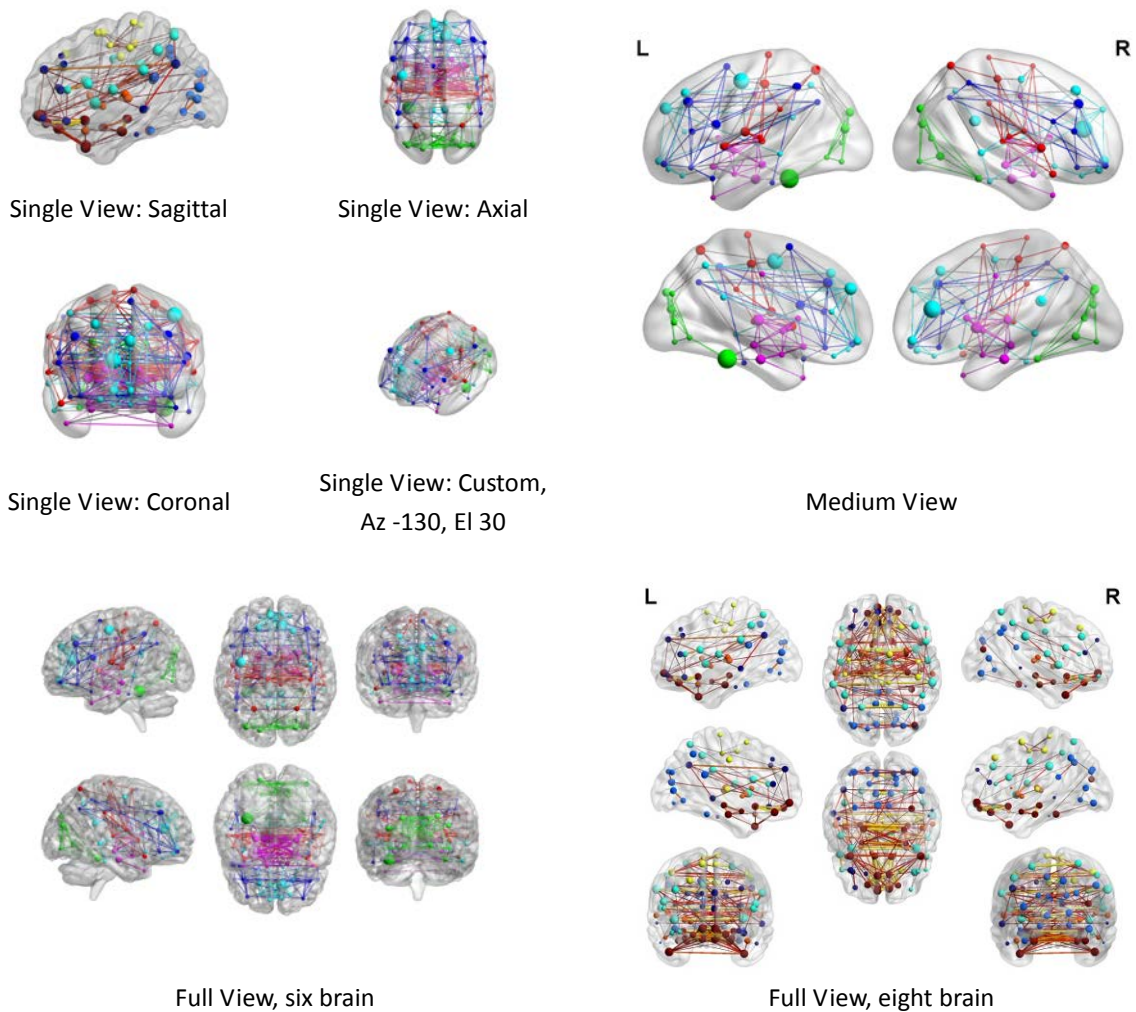 L R
Single View: Sagittal
Single View: Axial
Single View: Coronal
Single View: Custom,
Az -130, El 30
Medium View
L R
Full View, six brain
Full View, eight brain